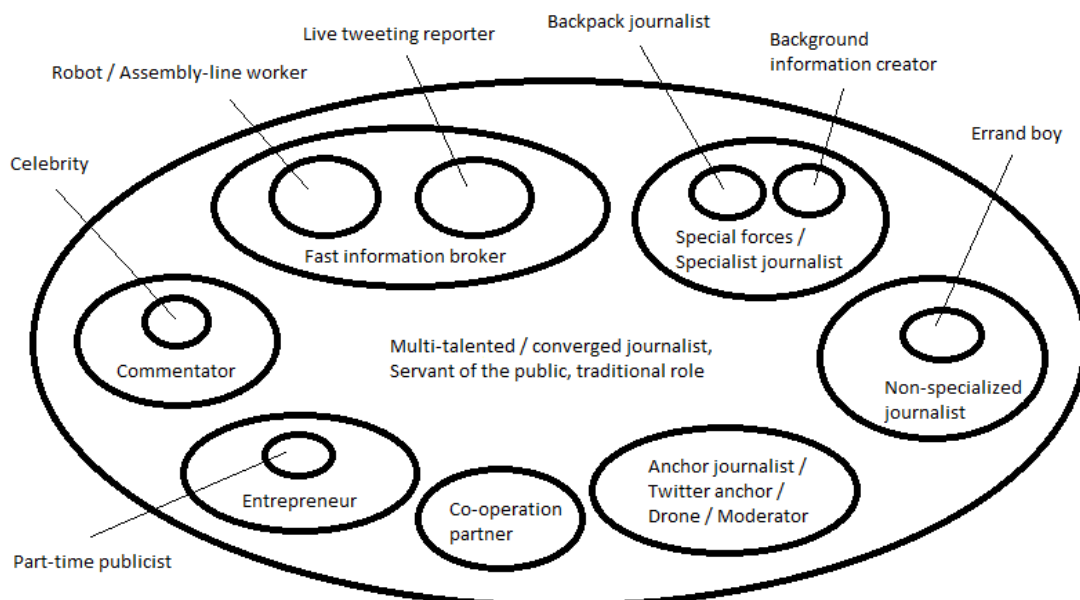 Backpack journalist
Live tweeting reporter
Background
information creator
Robot / Assembly-line worker
Errand boy
Celebrity
Fast information broker
Special forces /
Specialist journalist
Multi-talented / converged journalist,
Servant of the public, traditional role
Commentator
Non-specialized
journalist
Entrepreneur
Co-operation
partner
Anchor journalist /
Twitter anchor /
Drone / Moderator
Part-time publicist